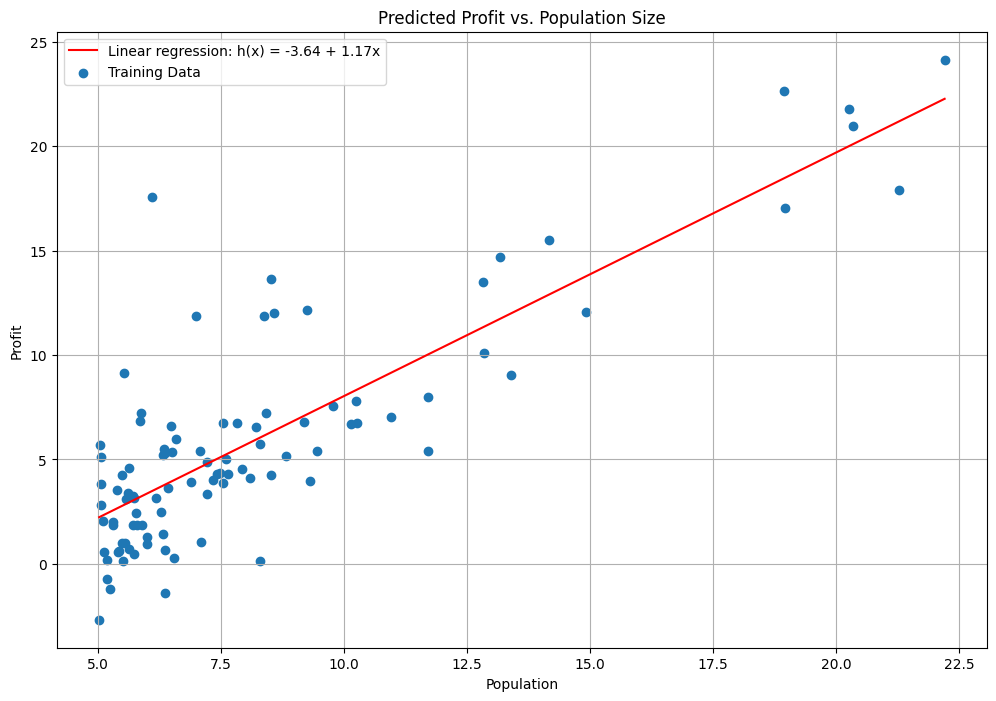 Predicted Profit vs. Population Size
Linear regression: h(x) = -3.64 + 1.17x
Training Data
25
20
15
10
5
0
Profit
5.0 7.5 10.0 12.5 15.0 17.5 20.0 22.5
Population